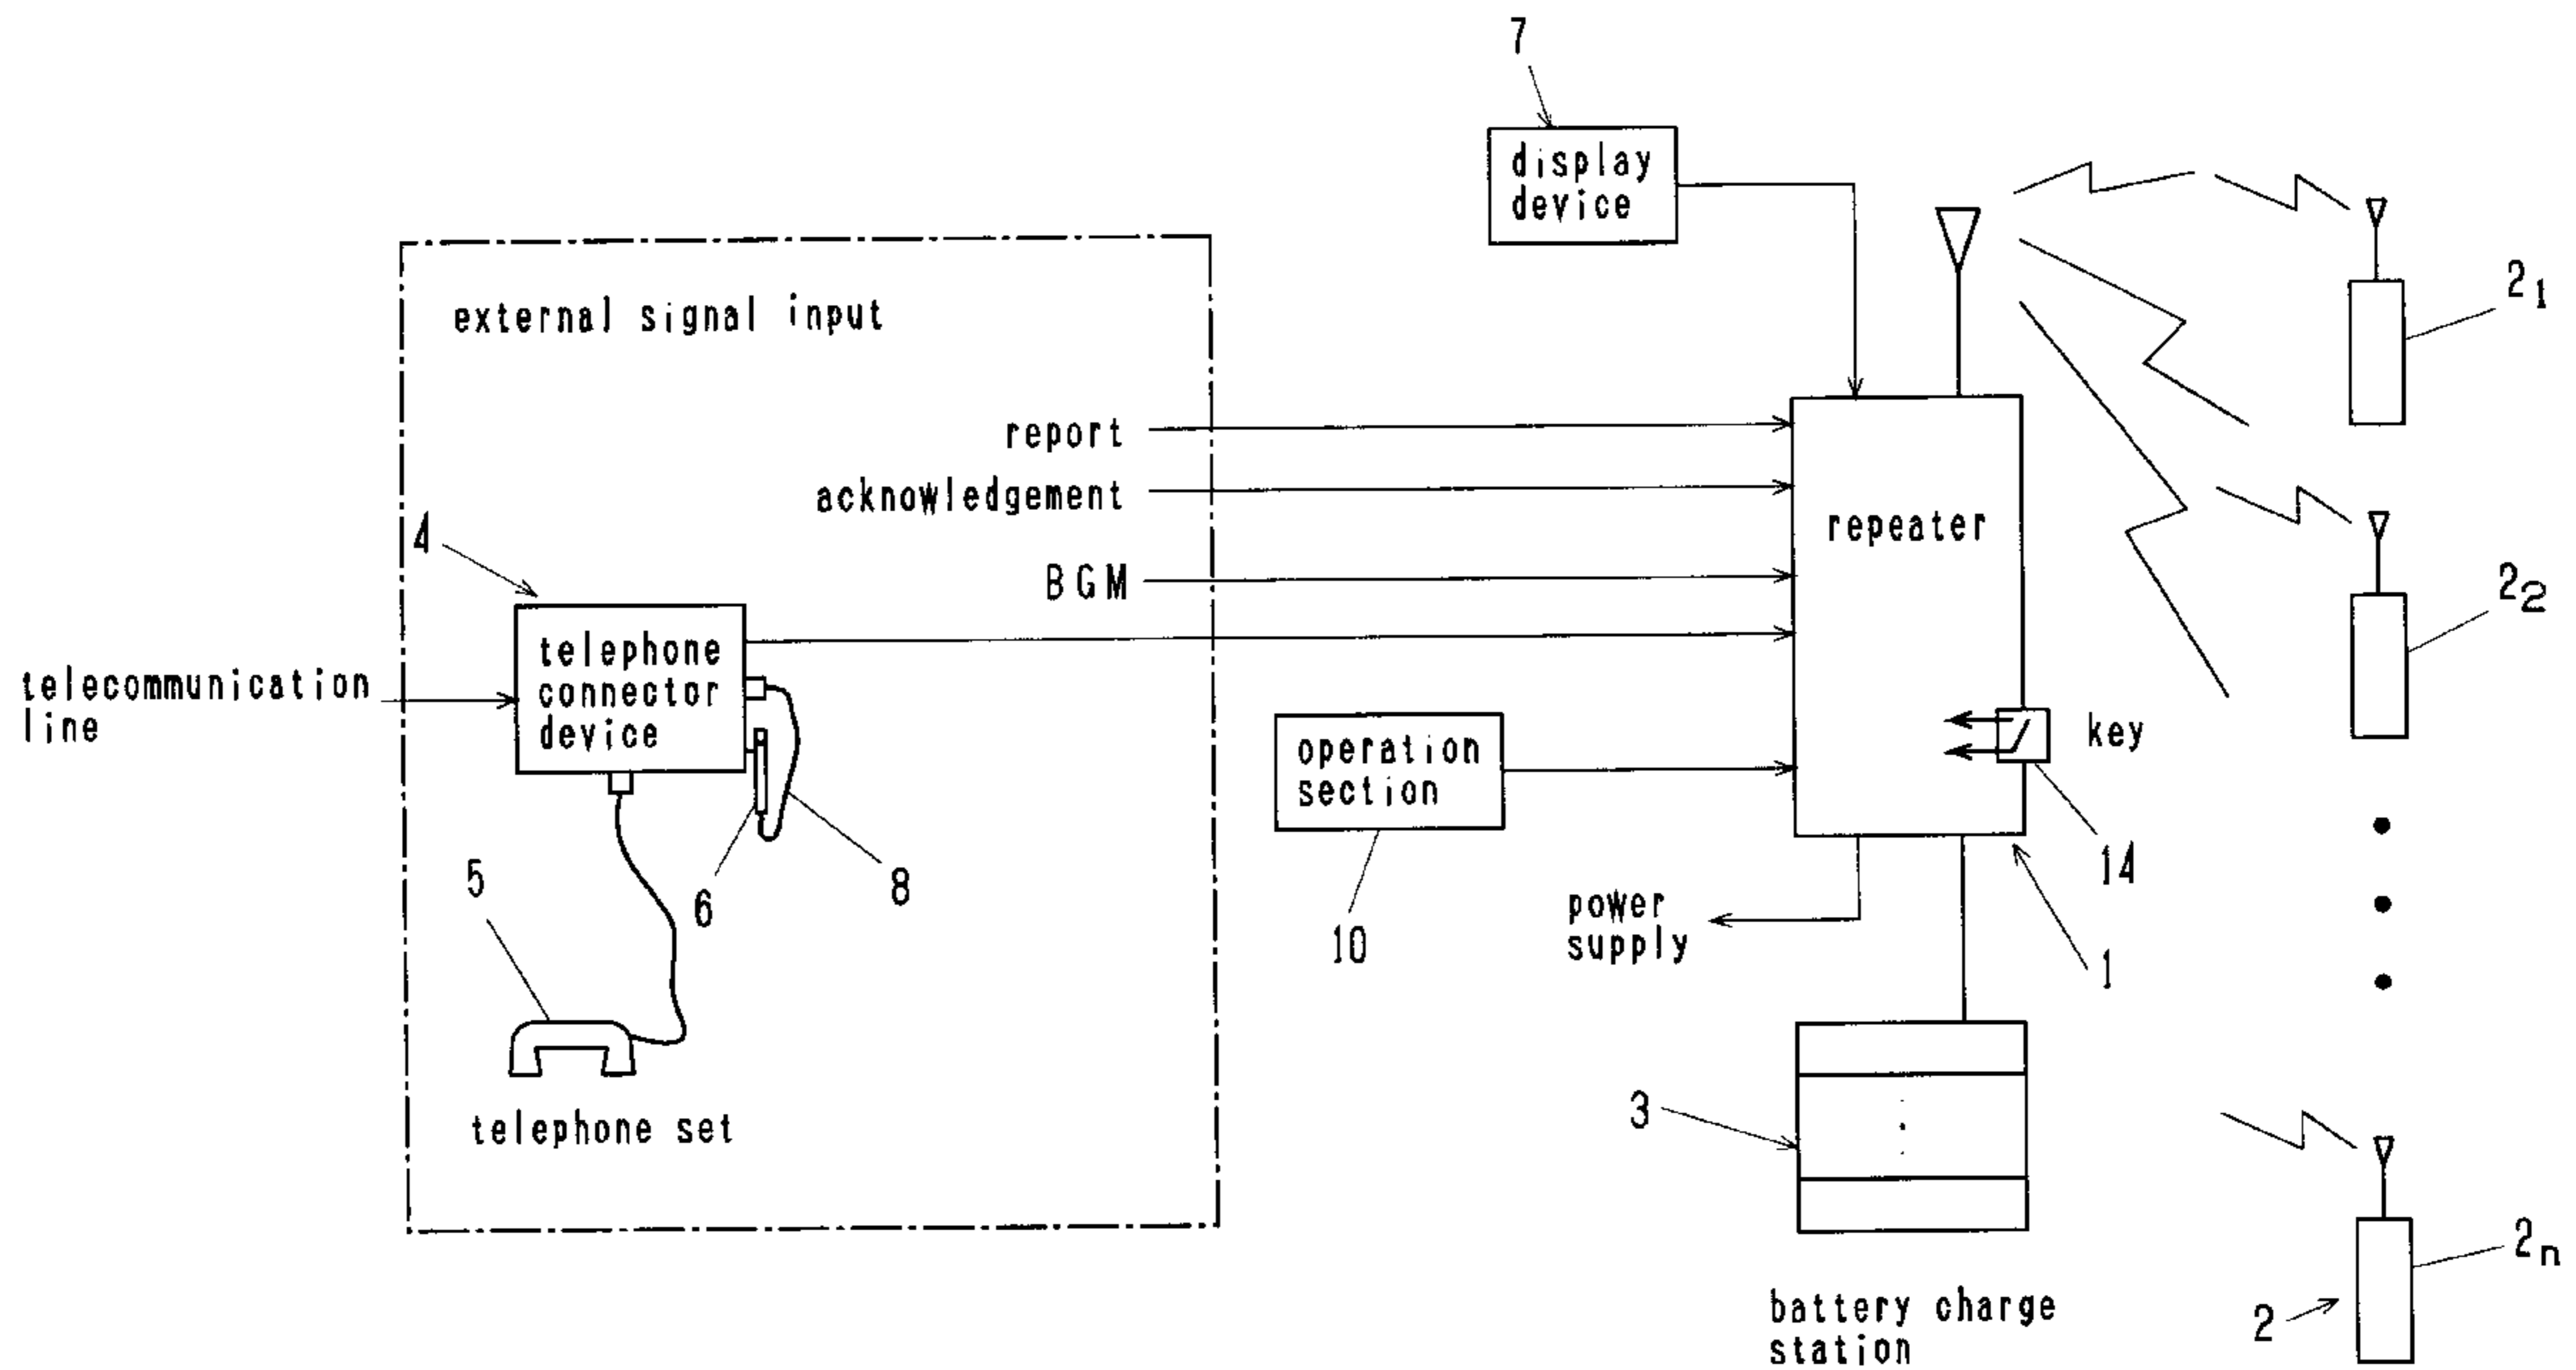 7
display
device
external signal input
2₁
report
acknowledgement
repeater
4
BGM
2₂
telephone
connector
device
telecommunication
line
key
operation
section
5
6
8
14
power
supply
10
1
3
telephone set
2ₙ
2
battery charge
station